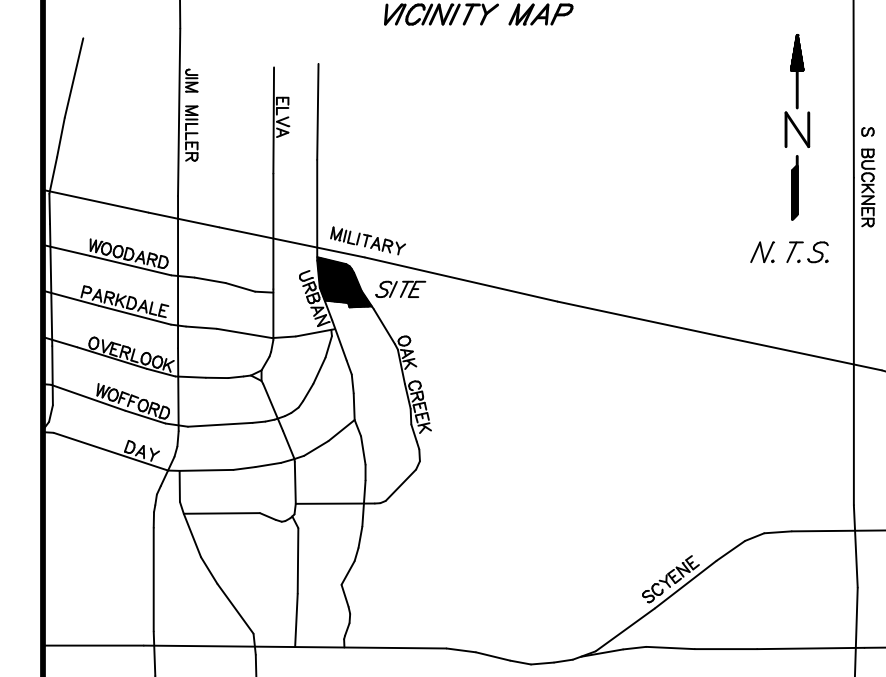 VICINITY MAP
JIM MILLER
ELVA
N
S BUCKNER
MILITARY
N.T.S.
WOODARD
URBAN
SITE
PARKDALE
OVERLOOK
OAK CREEK
WOFFORD
DAY
SCYENE